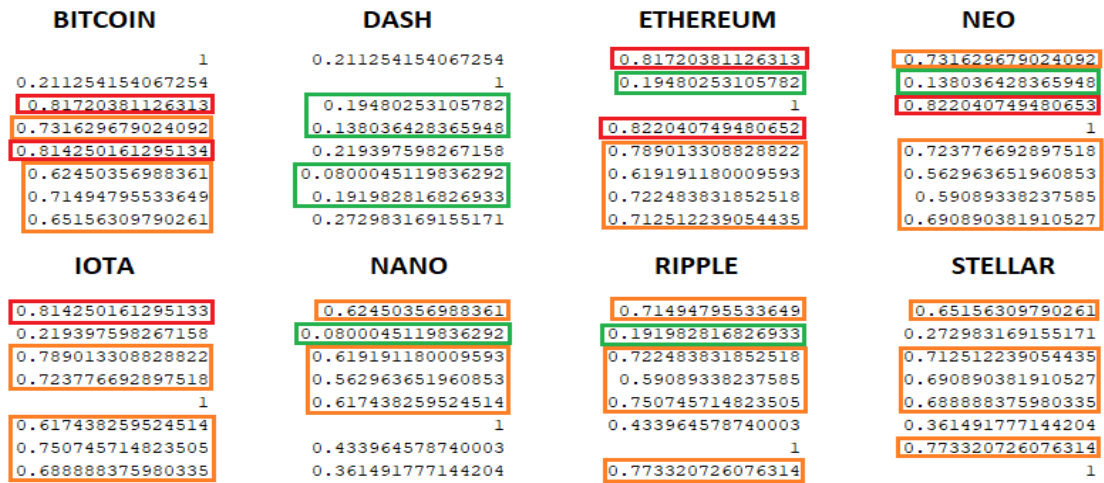 BITCOIN DASH ETHEREUM NEO
1 0.211254154067254 0.81720381126313 0.731629679024092
0.211254154067254 1 0.19480253105782 0.138036428365948
0.81720381126313 0.19480253105782 1 0.822040749480653
0.731629679024092 0.138036428365948 0.822040749480652 1
0.814250161295134 0.219397598267158 0.789013308828822 0.723776692897518
0.62450356988361 0.0800045119836292 0.619191180009593 0.562963651960853
0.71494795533649 0.191982816826933 0.722483831852518 0.59089338237585
0.65156309790261 0.272983169155171 0.712512239054435 0.690890381910527
IOTA NANO RIPPLE STELLAR
0.814250161295133 0.62450356988361 0.71494795533649 0.65156309790261
0.219397598267158 0.0800045119836292 0.191982816826933 0.272983169155171
0.789013308828822 0.619191180009593 0.722483831852518 0.712512239054435
0.723776692897518 0.562963651960853 0.59089338237585 0.690890381910527
1 0.617438259524514 0.750745714823505 0.688888375980335
0.617438259524514 1 0.433964578740003 0.361491777144204
0.750745714823505 0.433964578740003 1 0.773320726076314
0.688888375980335 0.361491777144204 0.773320726076314 1